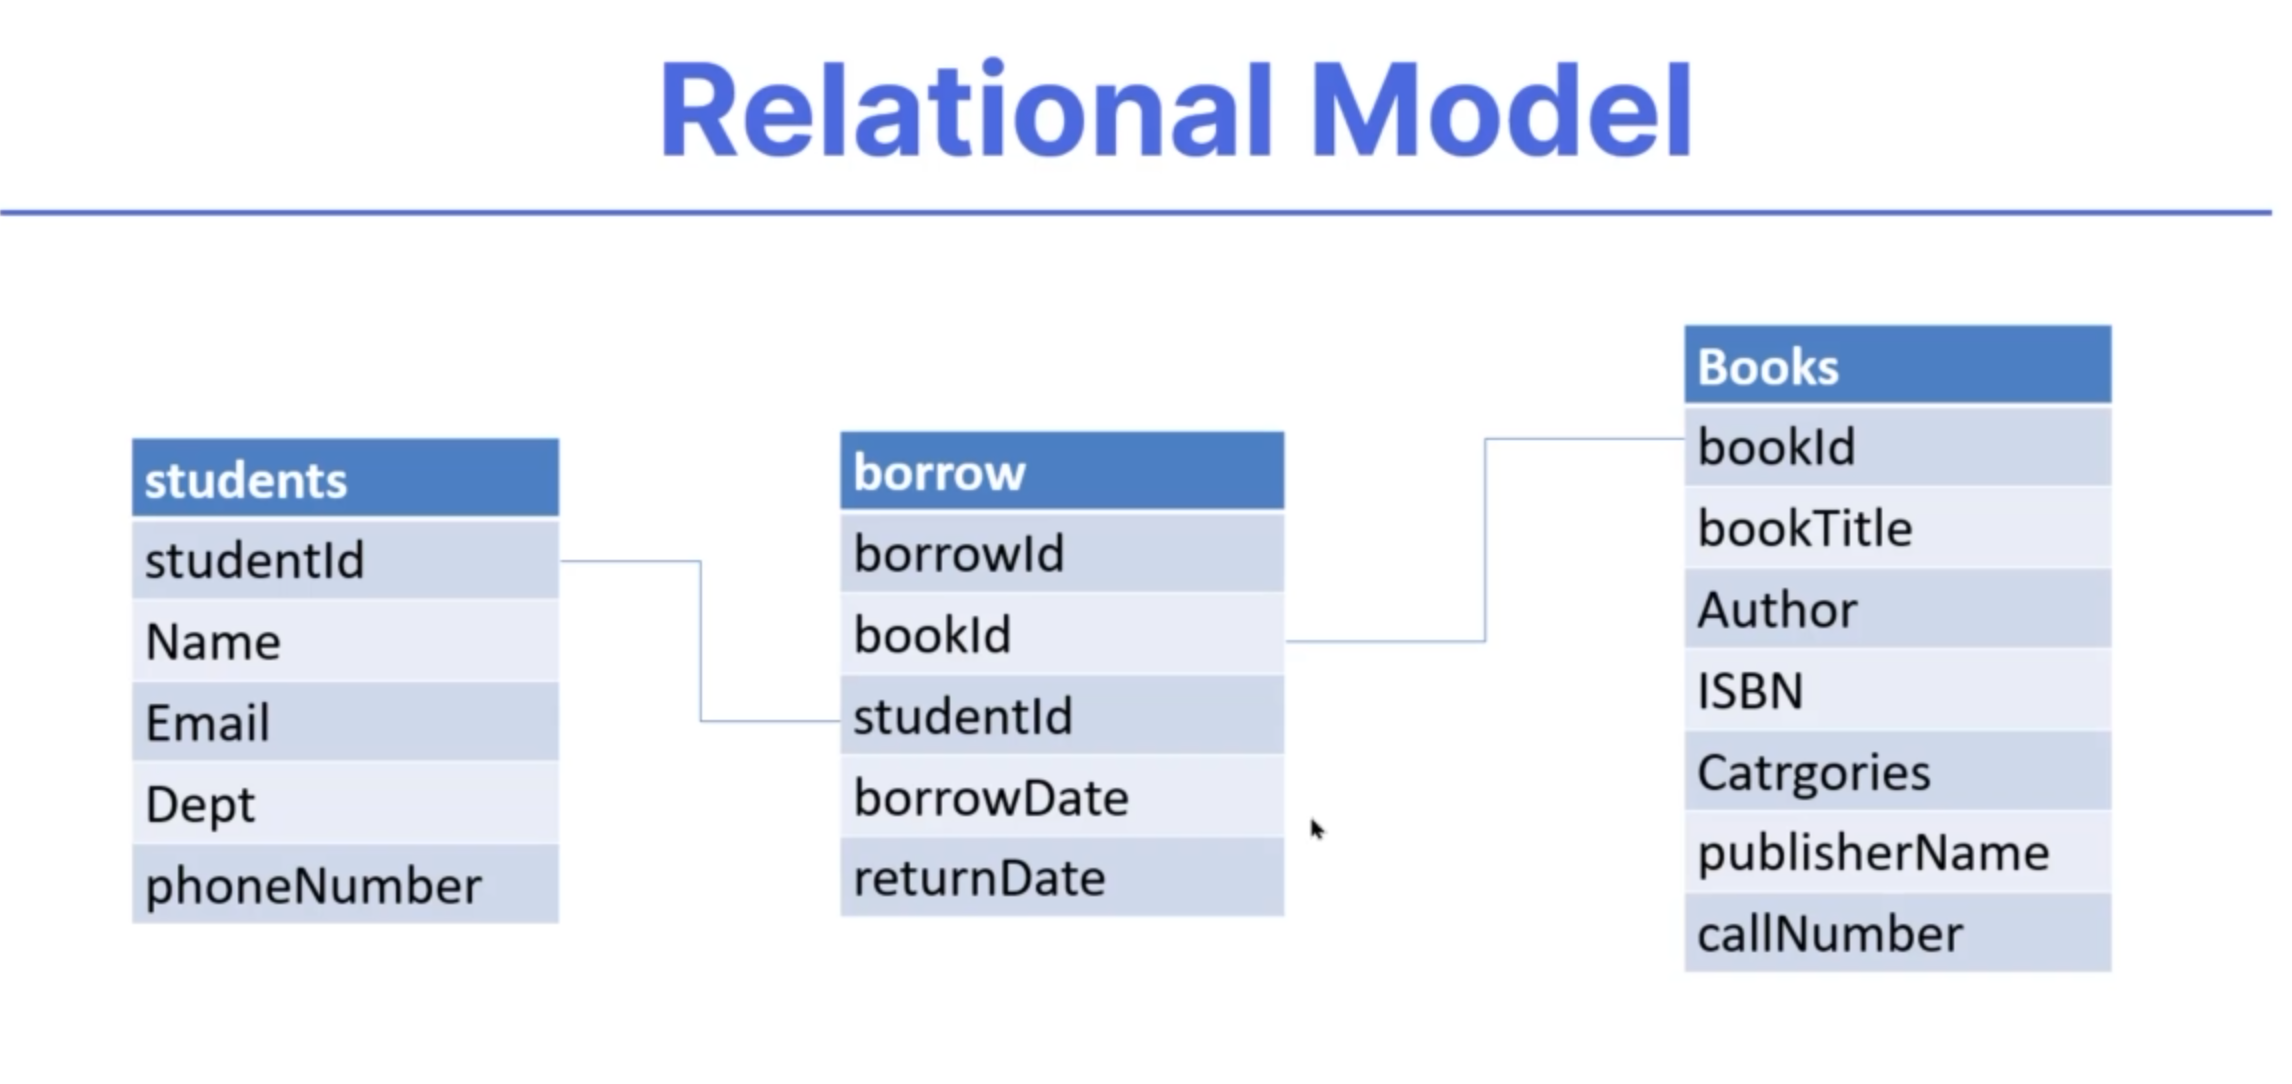 Relational Model
students
studentId
Name
Email
Dept
phoneNumber
borrow
borrowId
bookId
studentId
borrowDate
returnDate
Books
bookId
bookTitle
Author
ISBN
Catrgories
publisherName
callNumber